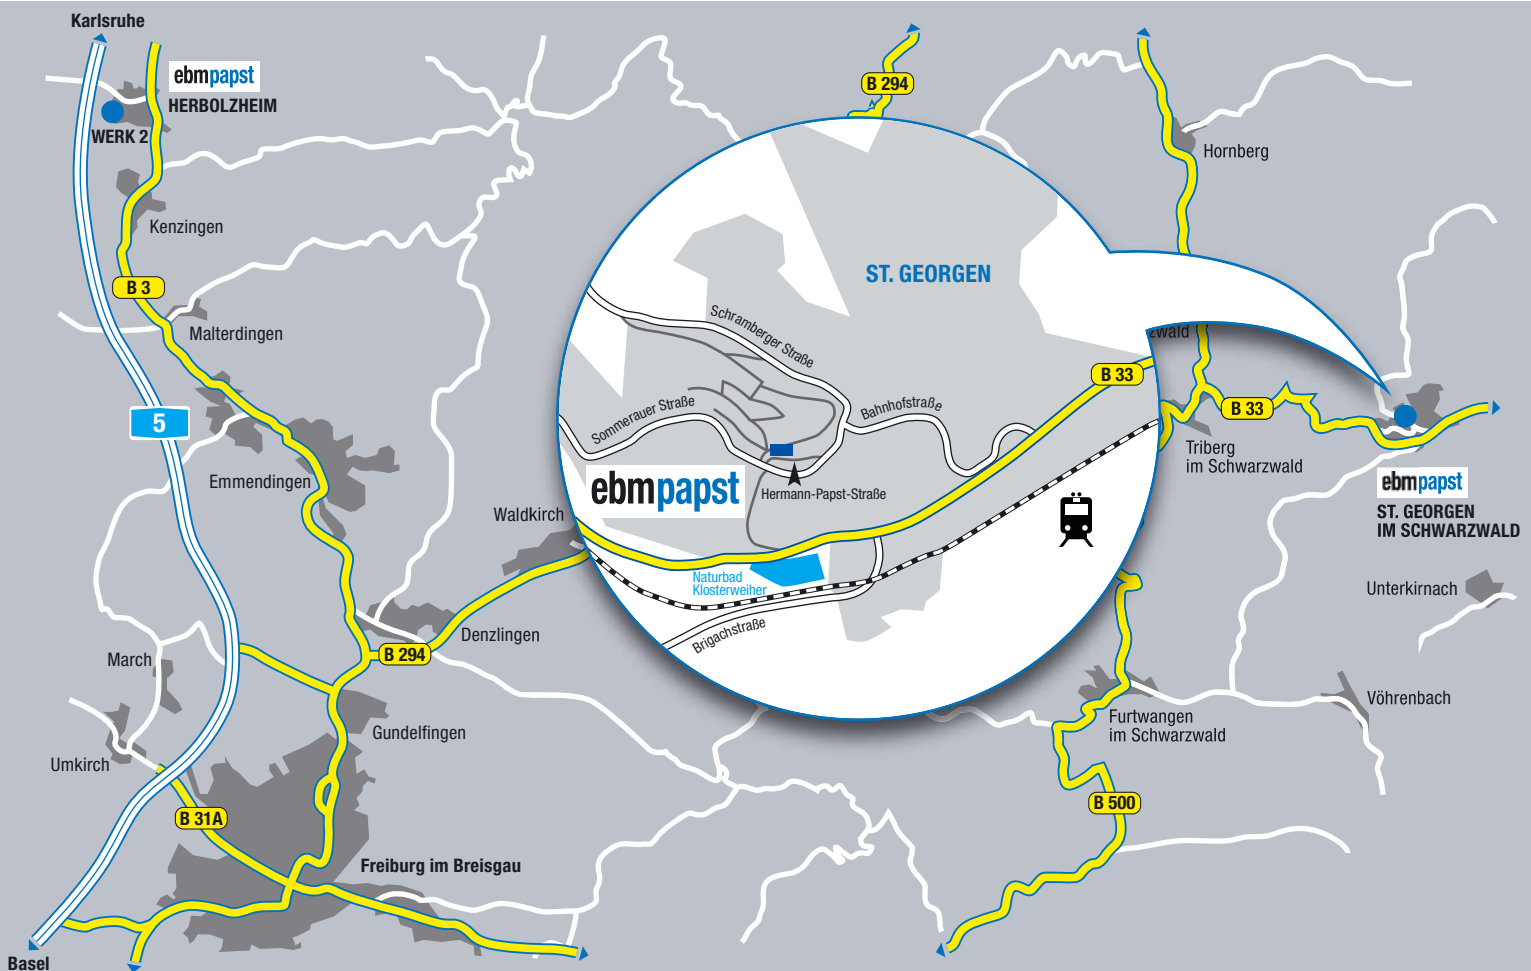 Karlsruhe
ebmpapst
HERBOLZHEIM
WERK 2
B 294
Hornberg
Kenzingen
B 3
ST. GEORGEN
Malterdingen
Schramberger Straße
zwald
B 33
B 33
5
Sommerauer Straße
Bahnhofstraße
Triberg
im Schwarzwald
Emmendingen
ebmpapst
Hermann-Papst-Straße
ebmpapst
ST. GEORGEN
IM SCHWARZWALD
Waldkirch
Naturbad
Klosterweiher
Unterkirnach
Brigachstraße
Denzlingen
B 294
March
Vöhrenbach
Furtwangen
im Schwarzwald
Gundelfingen
Umkirch
B 500
B 31A
Freiburg im Breisgau
Basel